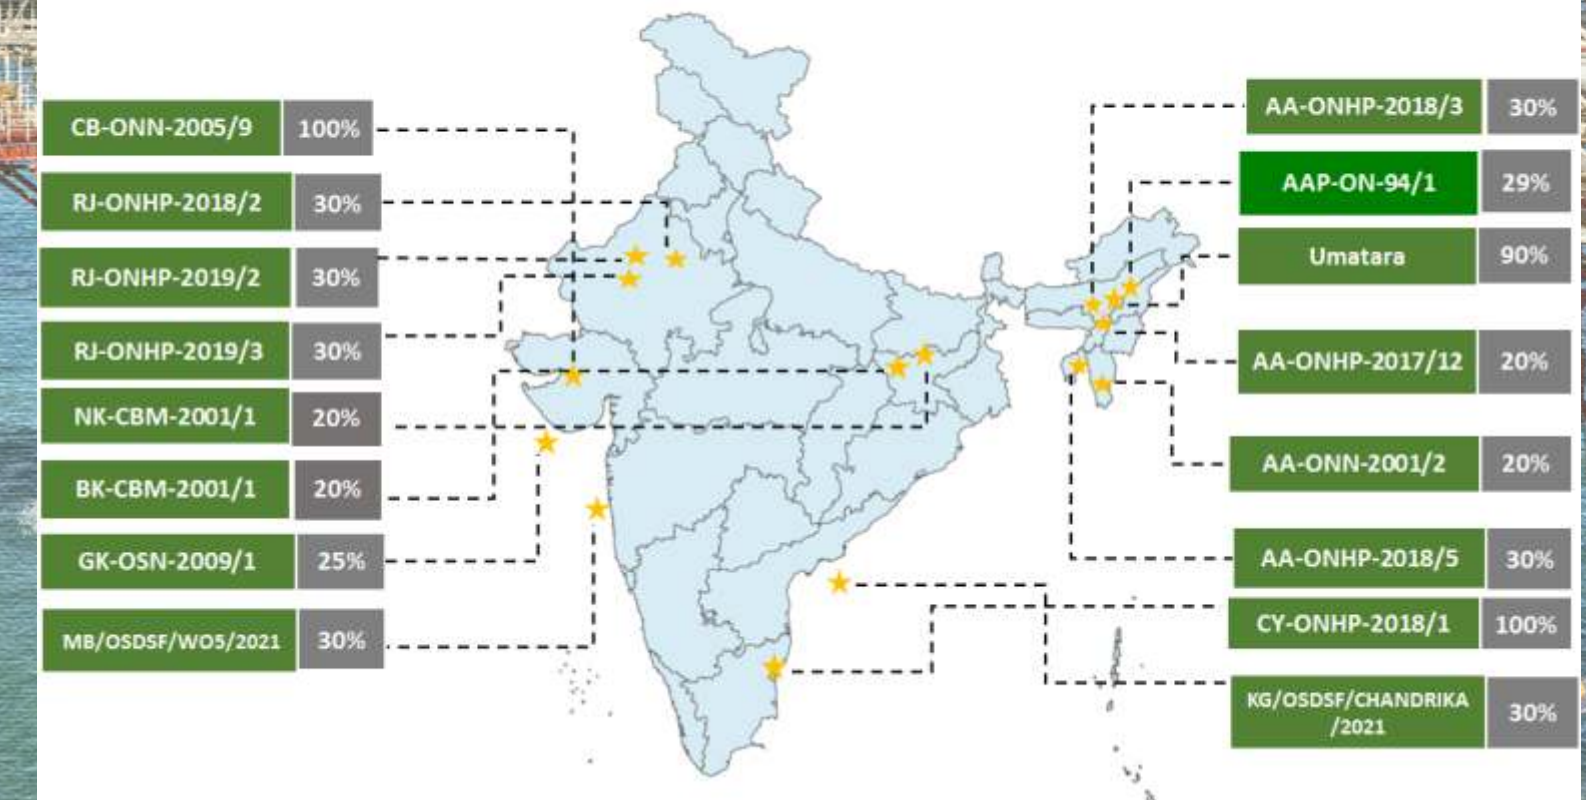 CB-ONN-2005/9 100%
RJ-ONHP-2018/2 30%
RJ-ONHP-2019/2 30%
RJ-ONHP-2019/3 30%
NK-CBM-2001/1 20%
BK-CBM-2001/1 20%
GK-OSN-2009/1 25%
MB/OSDSF/WO5/2021 30%
AA-ONHP-2018/3 30%
AAP-ON-94/1 29%
Umatara 90%
AA-ONHP-2017/12 20%
AA-ONN-2001/2 20%
AA-ONHP-2018/5 30%
CY-ONHP-2018/1 100%
KG/OSDSF/CHANDRIKA
/2021 30%